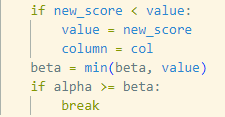 if new_score < value:
    value = new_score
    column = col
beta = min(beta, value)
if alpha >= beta:
    break